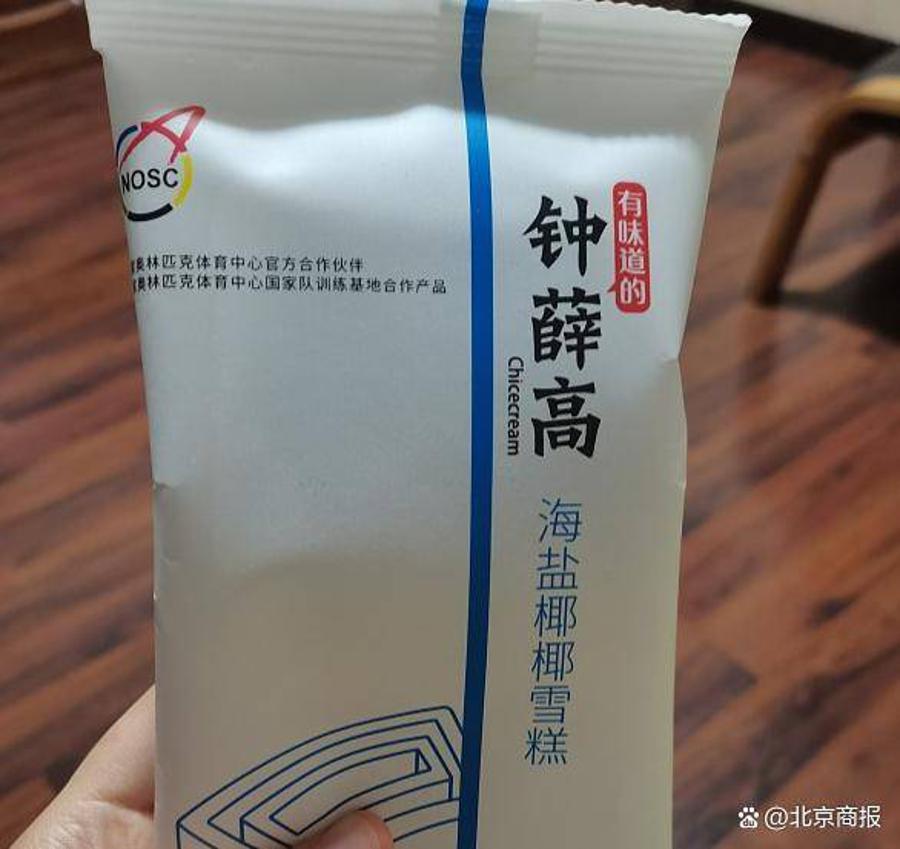 NOSC
奥林匹克体育中心官方合作伙伴
奥林匹克体育中心国家队训练基地合作产品
有味道的
钟薛高
Chicecream
海盐椰椰雪糕
du
@北京商报